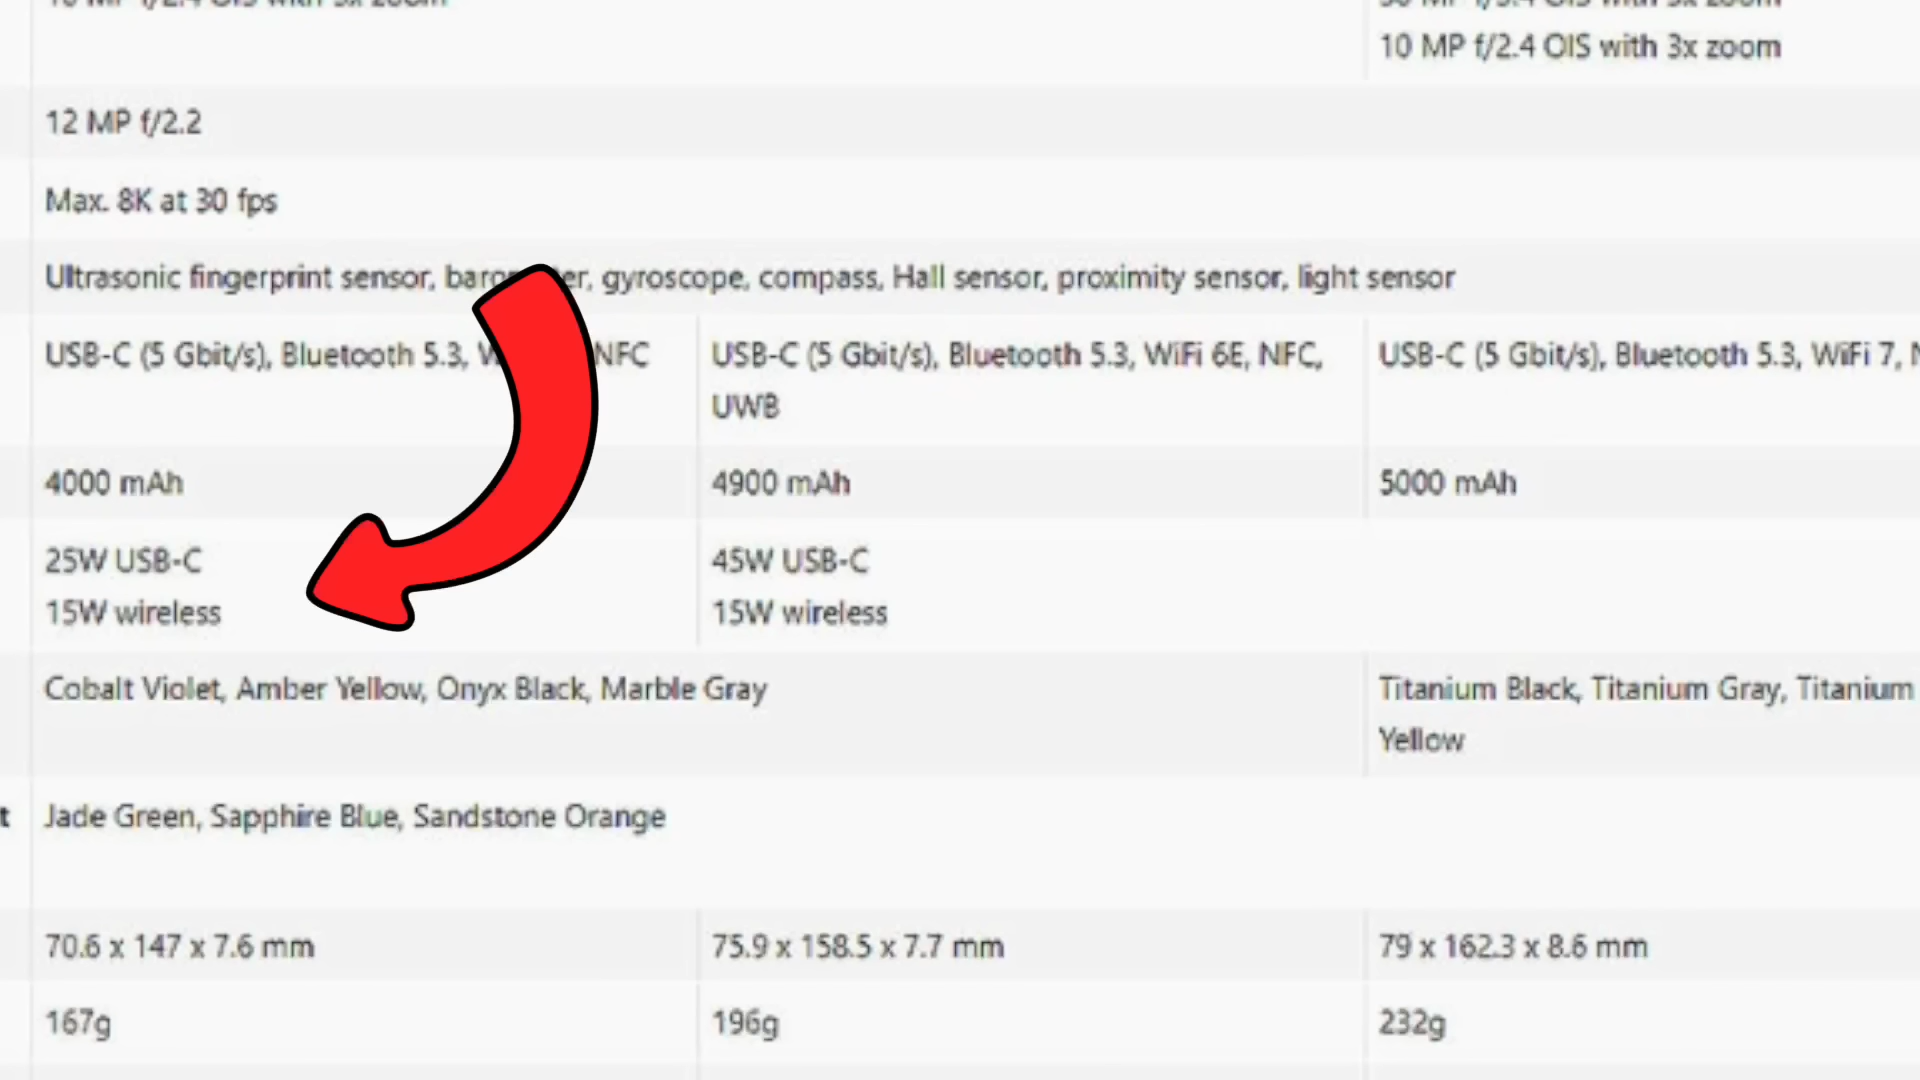 10 MP f/2.4 OIS with 3x zoom
12 MP f/2.2
Max. 8K at 30 fps
Ultrasonic fingerprint sensor, gyroscope, compass, Hall sensor, proximity sensor, light sensor
USB-C (5 Gbit/s), Bluetooth 5.3, NFC
USB-C (5 Gbit/s), Bluetooth 5.3, WiFi 6E, NFC,
UWB
USB-C (5 Gbit/s), Bluetooth 5.3, WiFi 7,
4000 mAh
4900 mAh
5000 mAh
25W USB-C
15W wireless
45W USB-C
15W wireless
Cobalt Violet, Amber Yellow, Onyx Black, Marble Gray
Titanium Black, Titanium Gray, Titanium
Yellow
Jade Green, Sapphire Blue, Sandstone Orange
70.6 x 147 x 7.6 mm
75.9 x 158.5 x 7.7 mm
79 x 162.3 x 8.6 mm
167g
196g
232g